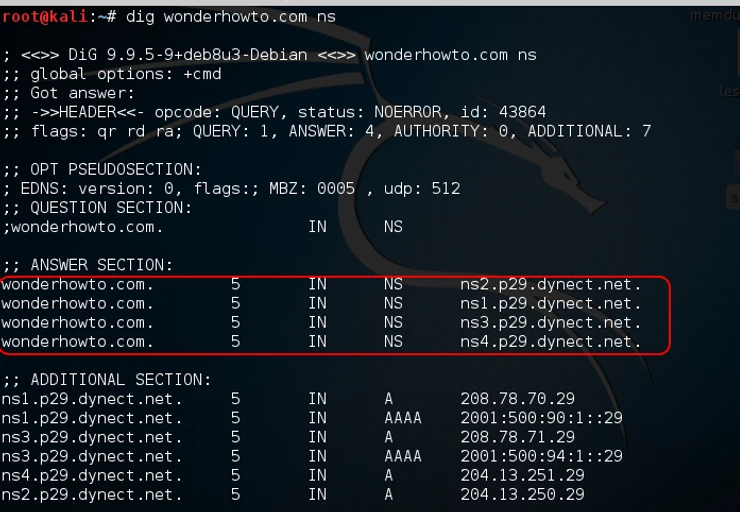 root@kali:~# dig wonderhowto.com ns
; <<>> DiG 9.9.5-9+deb8u3-Debian <<>> wonderhowto.com ns
;; global options: +cmd
;; Got answer:
;; ->>HEADER<<- opcode: QUERY, status: NOERROR, id: 43864
;; flags: qr rd ra; QUERY: 1, ANSWER: 4, AUTHORITY: 0, ADDITIONAL: 7
;; OPT PSEUDOSECTION:
; EDNS: version: 0, flags:; MBZ: 0005 , udp: 512
;; QUESTION SECTION:
;wonderhowto.com. IN NS
;; ANSWER SECTION:
wonderhowto.com. 5 IN NS ns2.p29.dynect.net.
wonderhowto.com. 5 IN NS ns1.p29.dynect.net.
wonderhowto.com. 5 IN NS ns3.p29.dynect.net.
wonderhowto.com. 5 IN NS ns4.p29.dynect.net.
;; ADDITIONAL SECTION:
ns1.p29.dynect.net. 5 IN A 208.78.70.29
ns1.p29.dynect.net. 5 IN AAAA 2001:500:90:1::29
ns3.p29.dynect.net. 5 IN A 208.78.71.29
ns3.p29.dynect.net. 5 IN AAAA 2001:500:94:1::29
ns4.p29.dynect.net. 5 IN A 204.13.251.29
ns2.p29.dynect.net. 5 IN A 204.13.250.29